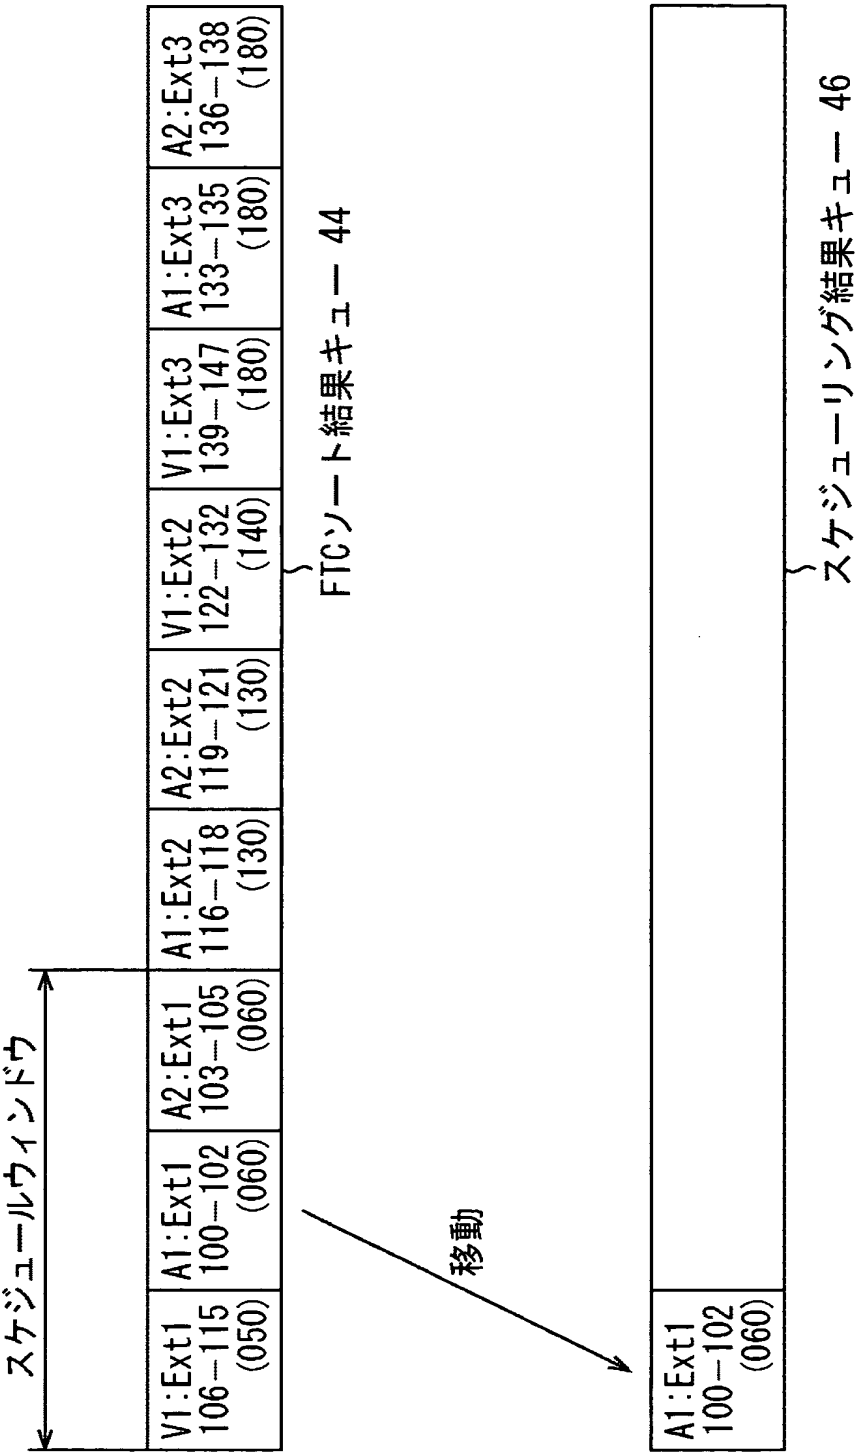 スケジュールウィンドウ
V1:Ext1
106−115
(050)
A1:Ext1
100−102
(060)
A2:Ext1
103−105
(060)
A1:Ext2
116−118
(130)
A2:Ext2
119−121
(130)
V1:Ext2
122−132
(140)
V1:Ext3
139−147
(180)
A1:Ext3
133−135
(180)
A2:Ext3
136−138
(180)
FTCソート結果キュー 44
移動
A1:Ext1
100−102
(060)
スケジューリング結果キュー 46